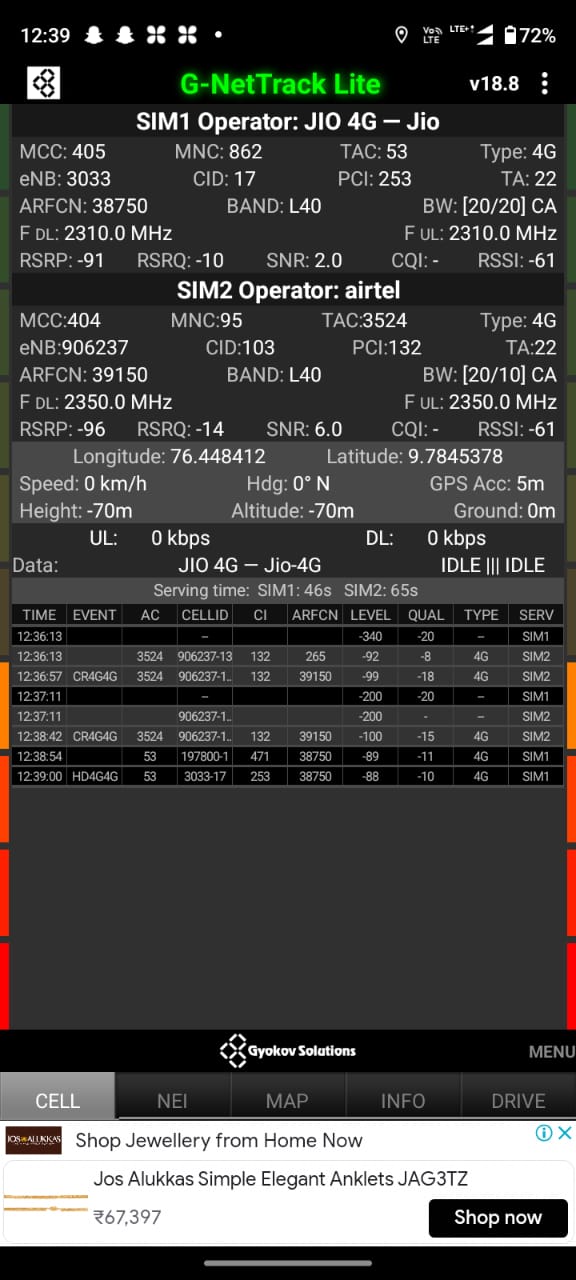 12:39 VoLTE LTE+ 72%
G-NetTrack Lite v18.8
SIM1 Operator: JIO 4G — Jio
MCC: 405 MNC: 862 TAC: 53 Type: 4G
eNB: 3033 CID: 17 PCI: 253 TA: 22
ARFCN: 38750 BAND: L40 BW: [20/20] CA
F DL: 2310.0 MHz F UL: 2310.0 MHz
RSRP: -91 RSRQ: -10 SNR: 2.0 CQI: - RSSI: -61
SIM2 Operator: airtel
MCC:404 MNC:95 TAC:3524 Type: 4G
eNB:906237 CID:103 PCI:132 TA:22
ARFCN: 39150 BAND: L40 BW: [20/10] CA
F DL: 2350.0 MHz F UL: 2350.0 MHz
RSRP: -96 RSRQ: -14 SNR: 6.0 CQI: - RSSI: -61
Longitude: 76.448412 Latitude: 9.7845378
Speed: 0 km/h Hdg: 0° N GPS Acc: 5m
Height: -70m Altitude: -70m Ground: 0m
UL: 0 kbps DL: 0 kbps
Data: JIO 4G — Jio-4G IDLE ||| IDLE
Serving time: SIM1: 46s SIM2: 65s
TIME EVENT AC CELLID CI ARFCN LEVEL QUAL TYPE SERV
12:36:13 -- -340 -20 -- SIM1
12:36:13 3524 906237-13 132 265 -92 -8 4G SIM2
12:36:57 CR4G4G 3524 906237-1.. 132 39150 -99 -18 4G SIM2
12:37:11 -- -200 -20 -- SIM1
12:37:11 906237-1.. -200 - -- SIM2
12:38:42 CR4G4G 3524 906237-1.. 132 39150 -100 -15 4G SIM2
12:38:54 53 197800-1 471 38750 -89 -11 4G SIM1
12:39:00 HD4G4G 53 3033-17 253 38750 -88 -10 4G SIM1
Gyokov Solutions MENU
CELL NEI MAP INFO DRIVE
JOS ALUKKAS Shop Jewellery from Home Now
Jos Alukkas Simple Elegant Anklets JAG3TZ
₹67,397 Shop now